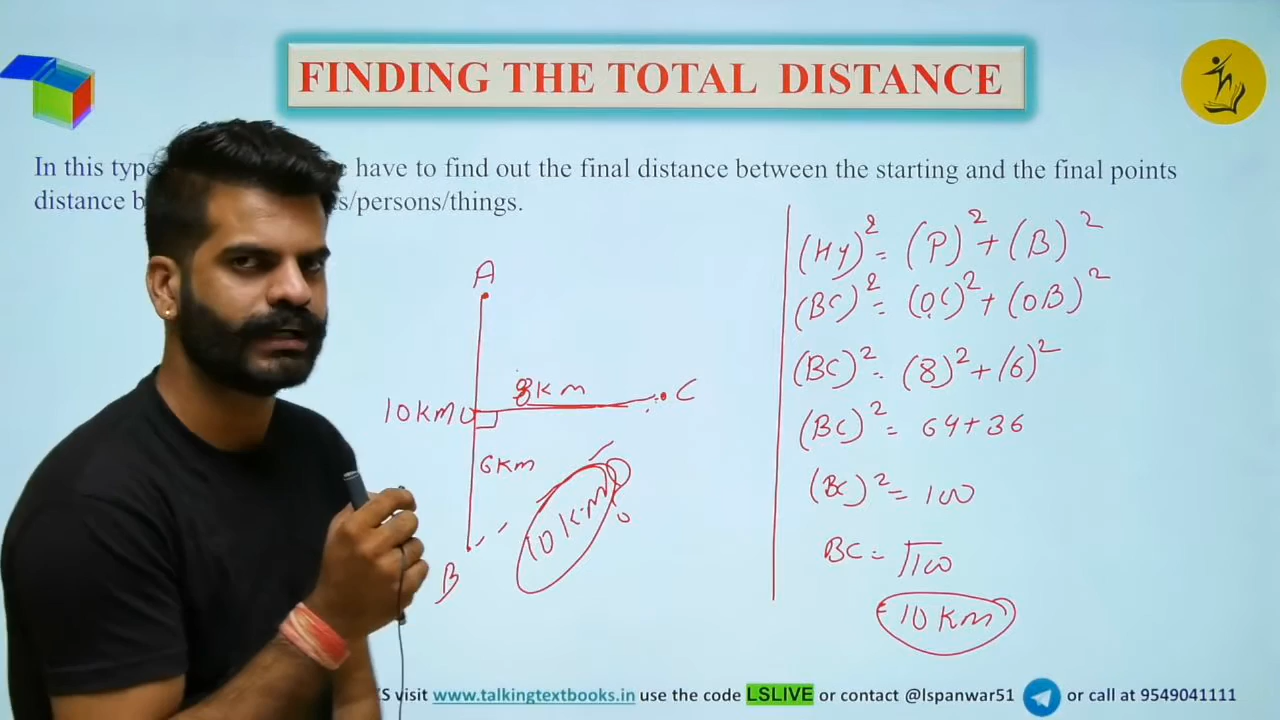 FINDING THE TOTAL DISTANCE
In this type have to find out the final distance between the starting and the final points
distance b s/persons/things.
A
8km
C
10KM
O
6km
10 K.m
B
(Hy)² = (P)² + (B)²
(BC)² = (OC)² + (OB)²
(BC)² = (8)² + (6)²
(BC)² = 64 + 36
(BC)² = 100
BC = √100
= 10 Km
S visit www.talkingtextbooks.in use the code LSLIVE or contact @lspanwar51 or call at 9549041111